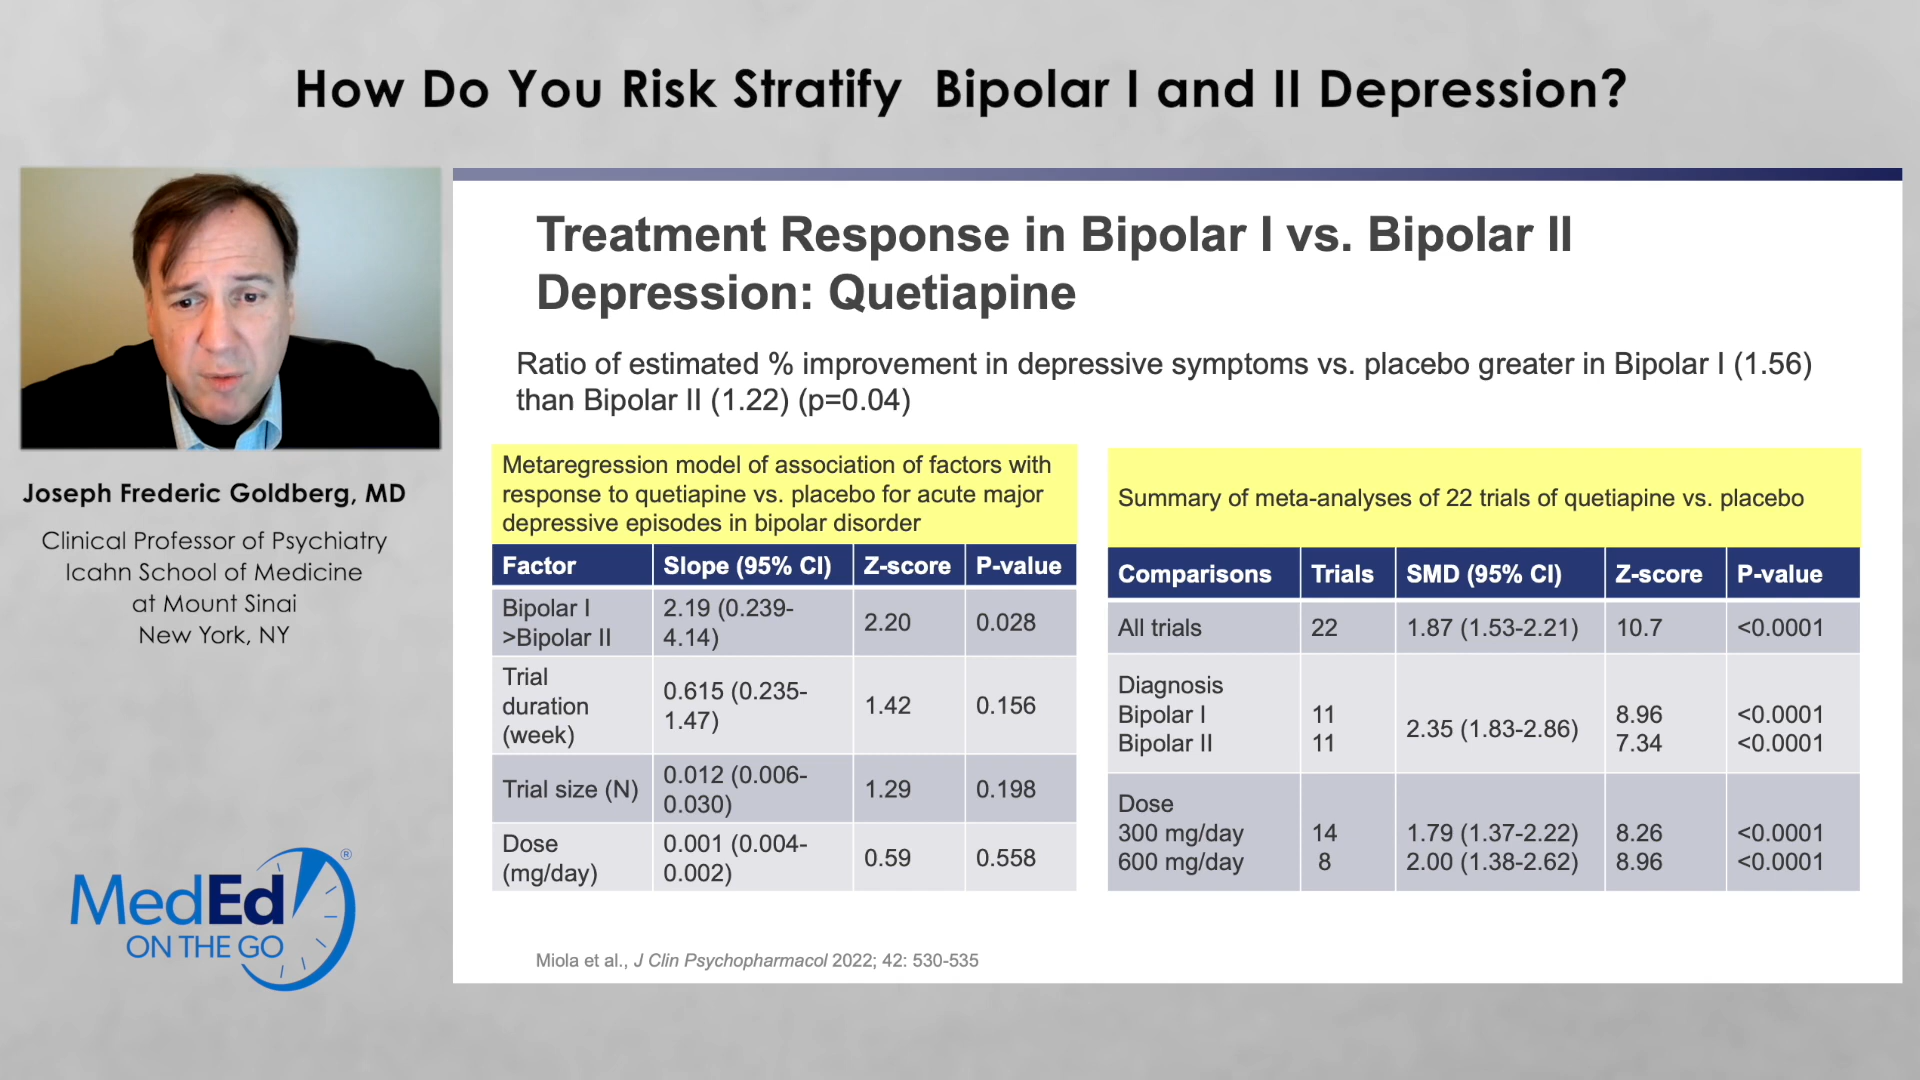 How Do You Risk Stratify Bipolar I and II Depression?
Joseph Frederic Goldberg, MD
Clinical Professor of Psychiatry
Icahn School of Medicine
at Mount Sinai
New York, NY
MedEd®
ON THE GO
Treatment Response in Bipolar I vs. Bipolar II
Depression: Quetiapine
Ratio of estimated % improvement in depressive symptoms vs. placebo greater in Bipolar I (1.56)
than Bipolar II (1.22) (p=0.04)
Metaregression model of association of factors with
response to quetiapine vs. placebo for acute major
depressive episodes in bipolar disorder
Factor Slope (95% CI) Z-score P-value
Bipolar I
>Bipolar II
2.19 (0.239-
4.14)
2.20
0.028
Trial
duration
(week)
0.615 (0.235-
1.47)
1.42
0.156
Trial size (N)
0.012 (0.006-
0.030)
1.29
0.198
Dose
(mg/day)
0.001 (0.004-
0.002)
0.59
0.558
Summary of meta-analyses of 22 trials of quetiapine vs. placebo
Comparisons Trials SMD (95% CI) Z-score P-value
All trials 22 1.87 (1.53-2.21) 10.7 <0.0001
Diagnosis
Bipolar I 11 8.96 <0.0001
2.35 (1.83-2.86)
Bipolar II 11 7.34 <0.0001
Dose
300 mg/day 14 1.79 (1.37-2.22) 8.26 <0.0001
600 mg/day 8 2.00 (1.38-2.62) 8.96 <0.0001
Miola et al., J Clin Psychopharmacol 2022; 42: 530-535